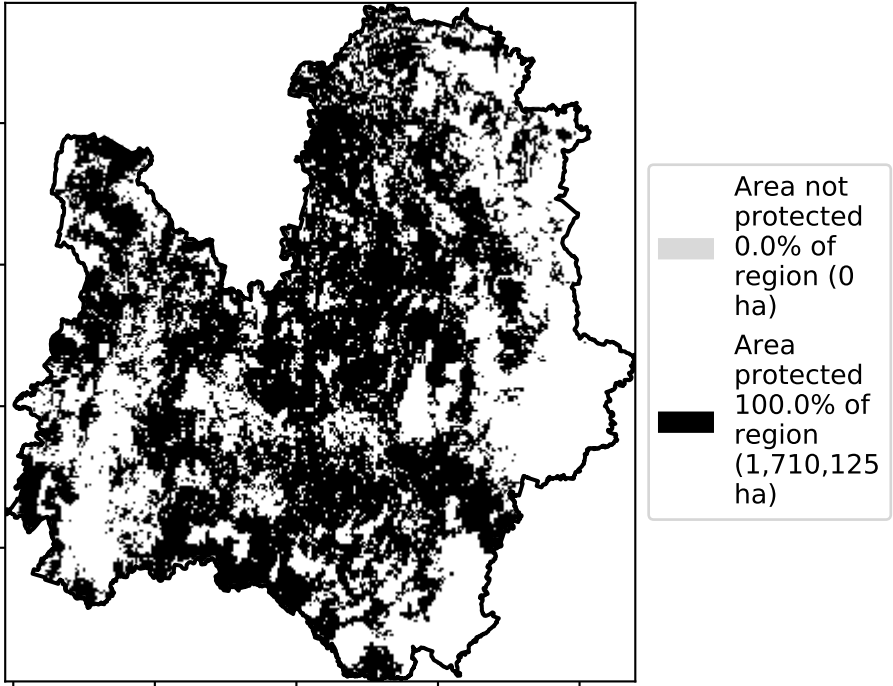 Area not
protected
0.0% of
region (0
ha)
Area
protected
100.0% of
region
(1,710,125
ha)